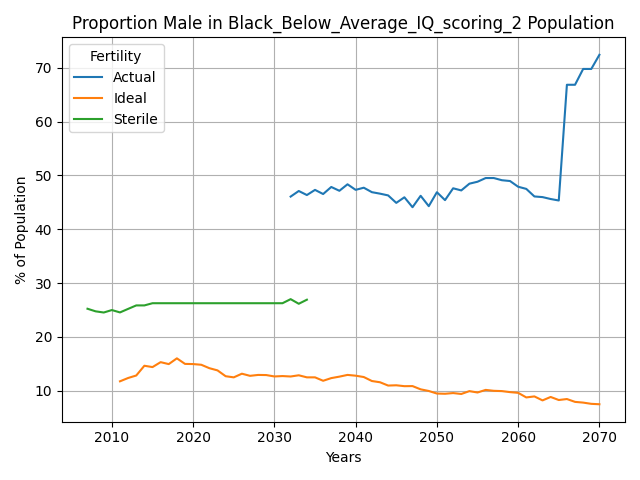 Proportion Male in Black_Below_Average_IQ_scoring_2 Population
Fertility
Actual
Ideal
Sterile
% of Population
70
60
50
40
30
20
10
2010 2020 2030 2040 2050 2060 2070
Years